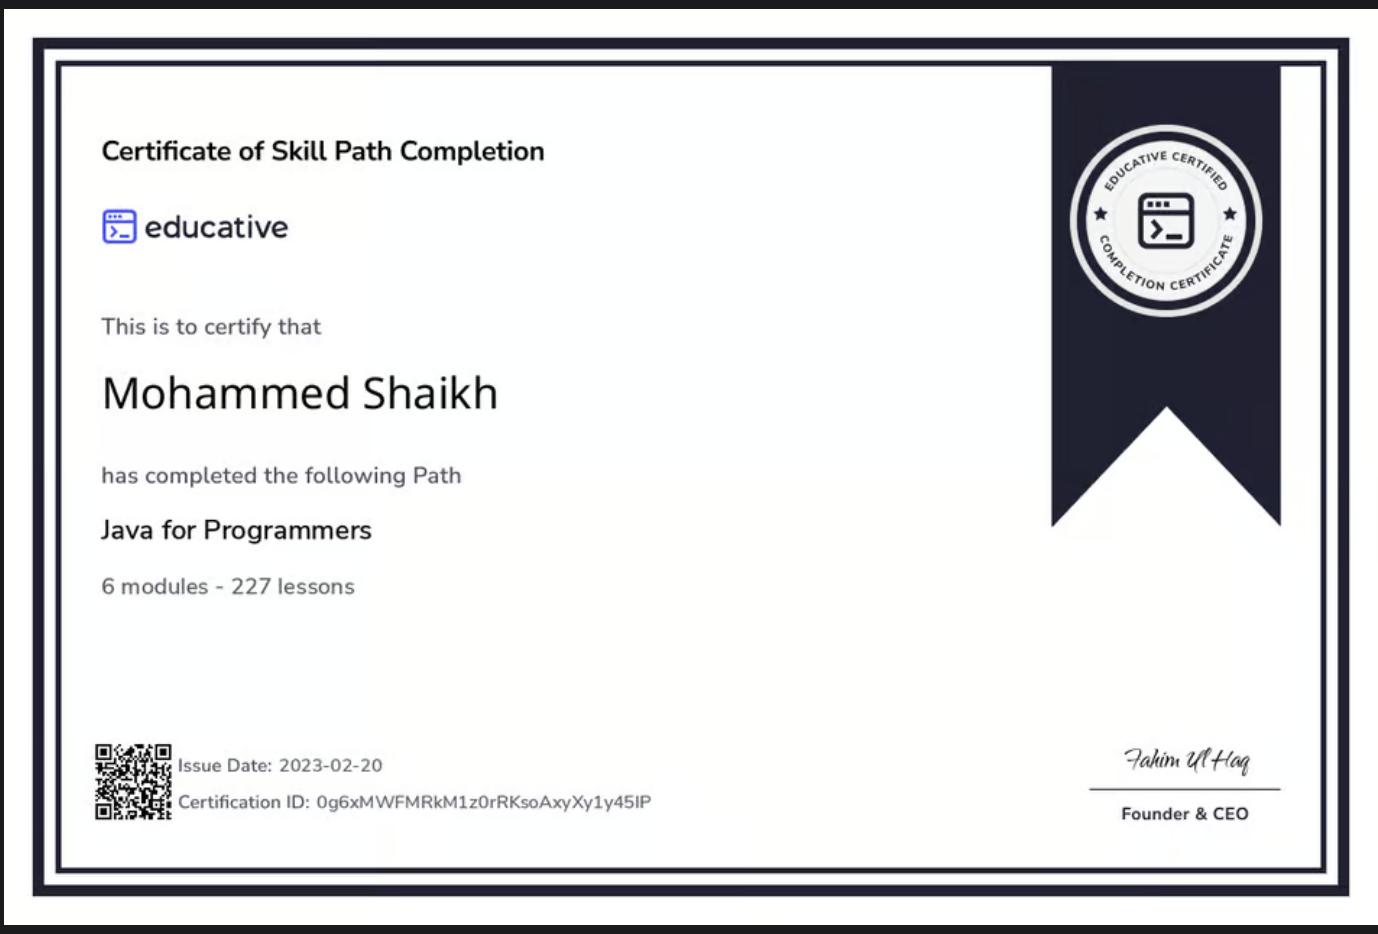 Certificate of Skill Path Completion
educative
EDUCATIVE CERTIFIED
COMPLETION CERTIFICATE
This is to certify that
Mohammed Shaikh
has completed the following Path
Java for Programmers
6 modules - 227 lessons
Issue Date: 2023-02-20
Certification ID: 0g6xMWFMRkM1z0rRKsoAxyXy1y45IP
Fahim Ul Haq
Founder & CEO